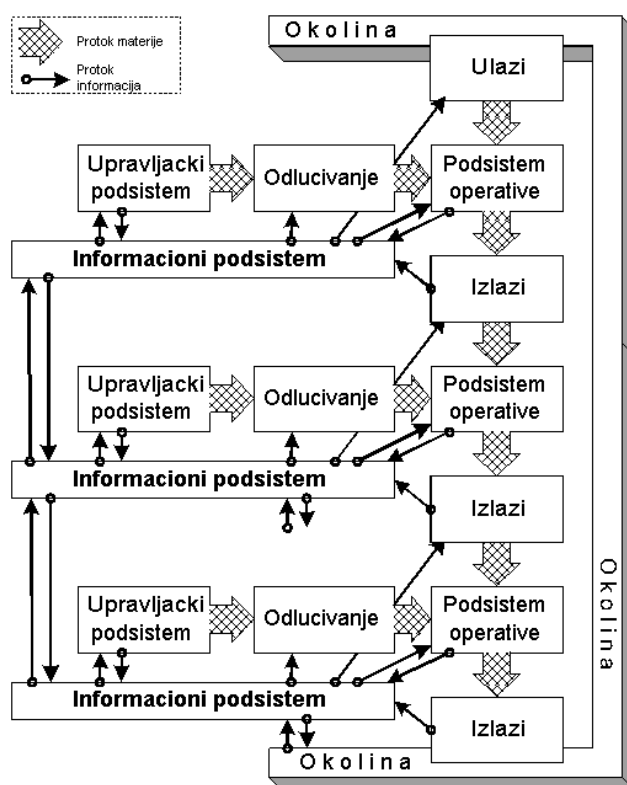 Okolina
Protok materije
Protok
informacija
Ulazi
Upravljacki
podsistem
Odlucivanje
Podsistem
operative
Informacioni podsistem
Izlazi
Upravljacki
podsistem
Odlucivanje
Podsistem
operative
Informacioni podsistem
Izlazi
Okolina
Upravljacki
podsistem
Odlucivanje
Podsistem
operative
Informacioni podsistem
Izlazi
Okolina